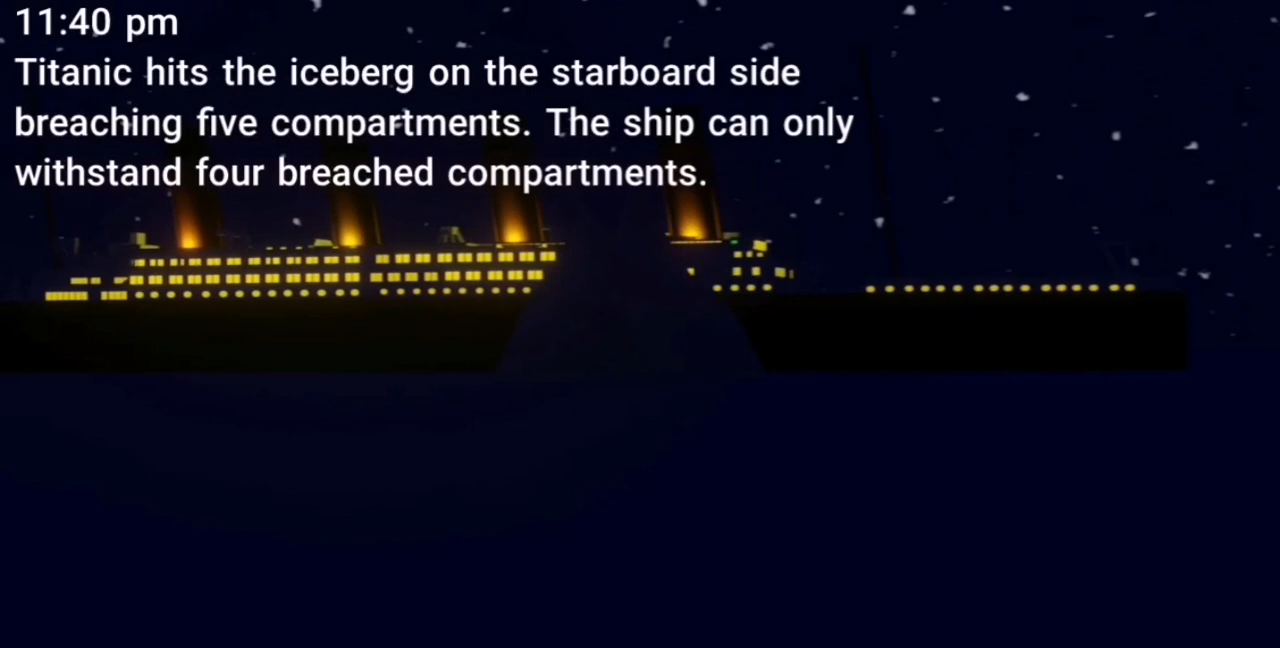 11:40 pm
Titanic hits the iceberg on the starboard side
breaching five compartments. The ship can only
withstand four breached compartments.